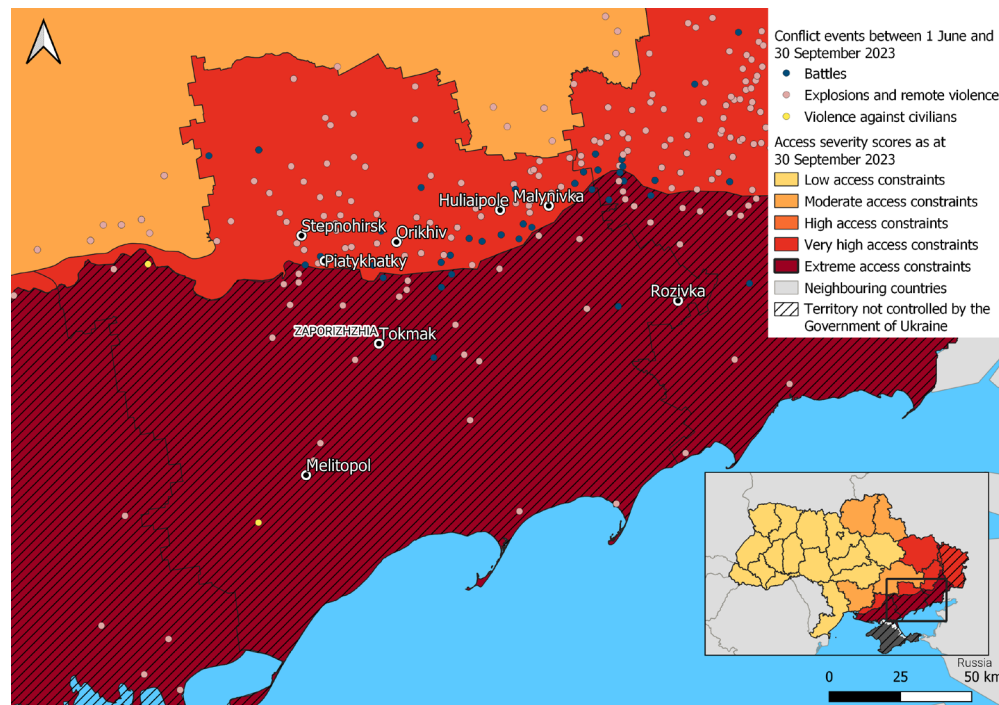 Conflict events between 1 June and
30 September 2023
Battles
Explosions and remote violence
Violence against civilians
Access severity scores as at
30 September 2023
Low access constraints
Moderate access constraints
High access constraints
Very high access constraints
Extreme access constraints
Neighbouring countries
Territory not controlled by the
Government of Ukraine
Huliaipole
Malynivka
Stepnohirsk
Orikhiv
Piatykhatky
Rozivka
ZAPORIZHZHIA
Tokmak
Melitopol
Russia
0 25 50 km